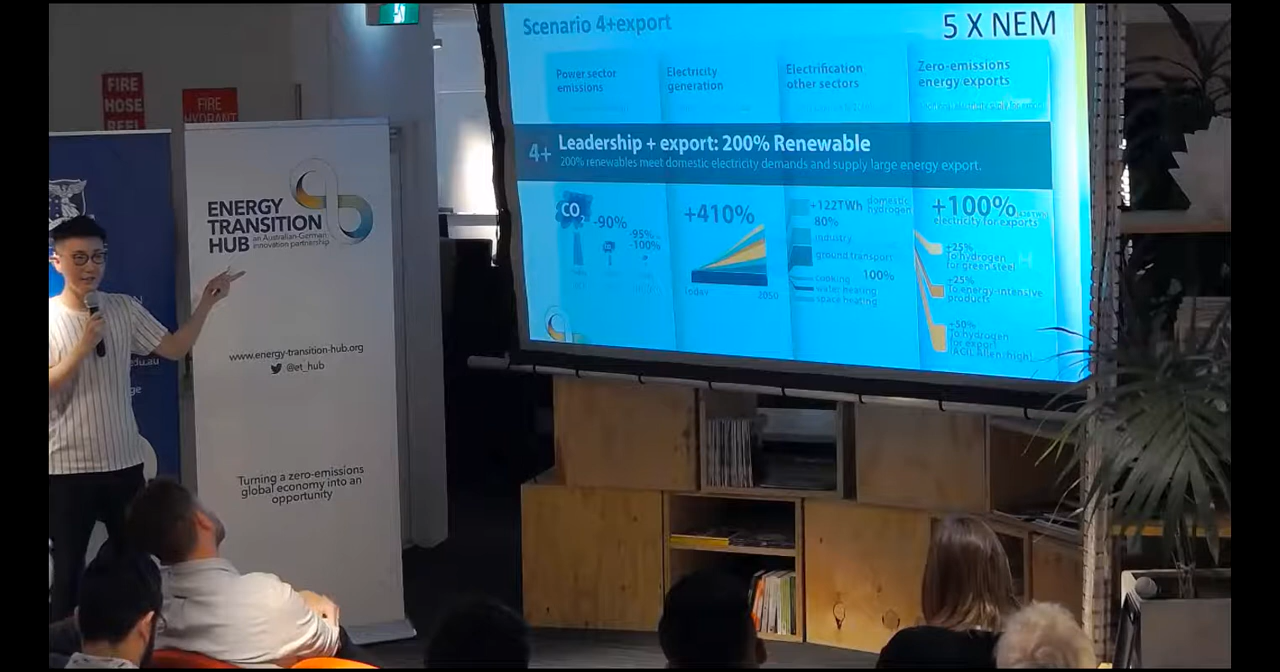 FIRE
HOSE
REEL
FIRE
HYDRANT
ENERGY
TRANSITION
HUB
an Australian-German
innovation partnership
www.energy-transition-hub.org
@et_hub
Turning a zero-emissions
global economy into an
opportunity
Scenario 4+export
5 X NEM
Power sector
emissions
Electricity
generation
Electrification
other sectors
Zero-emissions
energy exports
4+
Leadership + export: 200% Renewable
200% renewables meet domestic electricity demands and supply large energy export.
CO2
-90%
-95%
-100%
+410%
today
2050
+122TWh domestic
hydrogen
80%
industry
ground transport
cooking 100%
water heating
space heating
+100%
electricity for exports
+25%
To hydrogen
for green steel
+25%
To energy-intensive
products
+50%
To hydrogen
for export
(ACIL Allen, high)